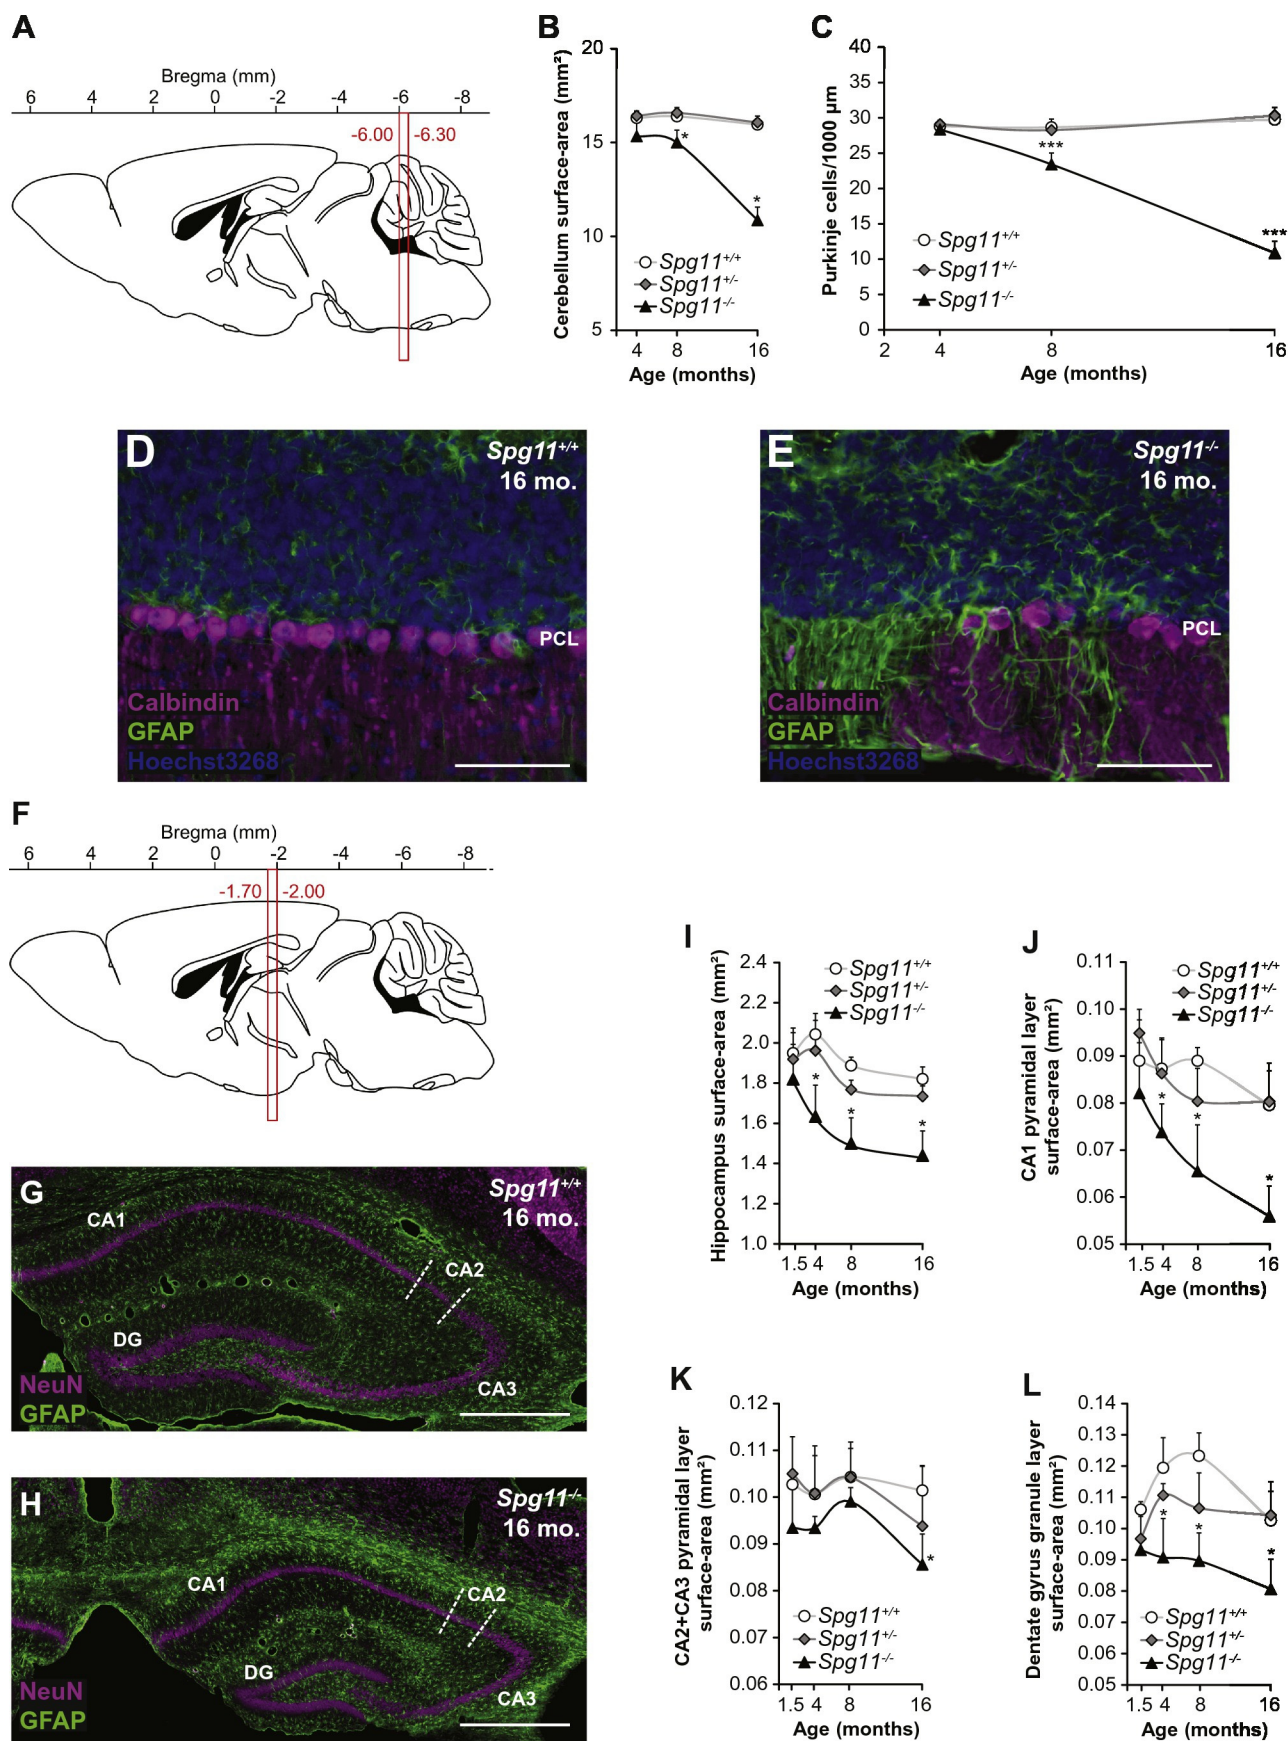 A
Bregma (mm)
6 4 2 0 -2 -4 -6 -8
-6.00 -6.30
B
Cerebellum surface-area (mm²)
20
15
10
5
Spg11+/+
Spg11+/-
Spg11-/-
*
*
4 8 16
Age (months)
C
Purkinje cells/1000 µm
40
35
30
25
20
15
10
5
0
***
***
Spg11+/+
Spg11+/-
Spg11-/-
2 4 8 16
Age (months)
D
Spg11+/+
16 mo.
PCL
Calbindin
GFAP
Hoechst3268
E
Spg11-/-
16 mo.
PCL
Calbindin
GFAP
Hoechst3268
F
Bregma (mm)
6 4 2 0 -2 -4 -6 -8
-1.70 -2.00
G
Spg11+/+
16 mo.
CA1
CA2
DG
CA3
NeuN
GFAP
H
Spg11-/-
16 mo.
CA1
CA2
DG
CA3
NeuN
GFAP
I
Hippocampus surface-area (mm²)
2.4
2.2
2.0
1.8
1.6
1.4
1.2
1.0
Spg11+/+
Spg11+/-
Spg11-/-
*
*
*
1.5 4 8 16
Age (months)
J
CA1 pyramidal layer
surface-area (mm²)
0.11
0.10
0.09
0.08
0.07
0.06
0.05
Spg11+/+
Spg11+/-
Spg11-/-
*
*
*
1.5 4 8 16
Age (months)
K
CA2+CA3 pyramidal layer
surface-area (mm²)
0.12
0.11
0.10
0.09
0.08
0.07
0.06
*
Spg11+/+
Spg11+/-
Spg11-/-
1.5 4 8 16
Age (months)
L
Dentate gyrus granule layer
surface-area (mm²)
0.14
0.13
0.12
0.11
0.10
0.09
0.08
0.07
0.06
0.05
*
*
*
Spg11+/+
Spg11+/-
Spg11-/-
1.5 4 8 16
Age (months)